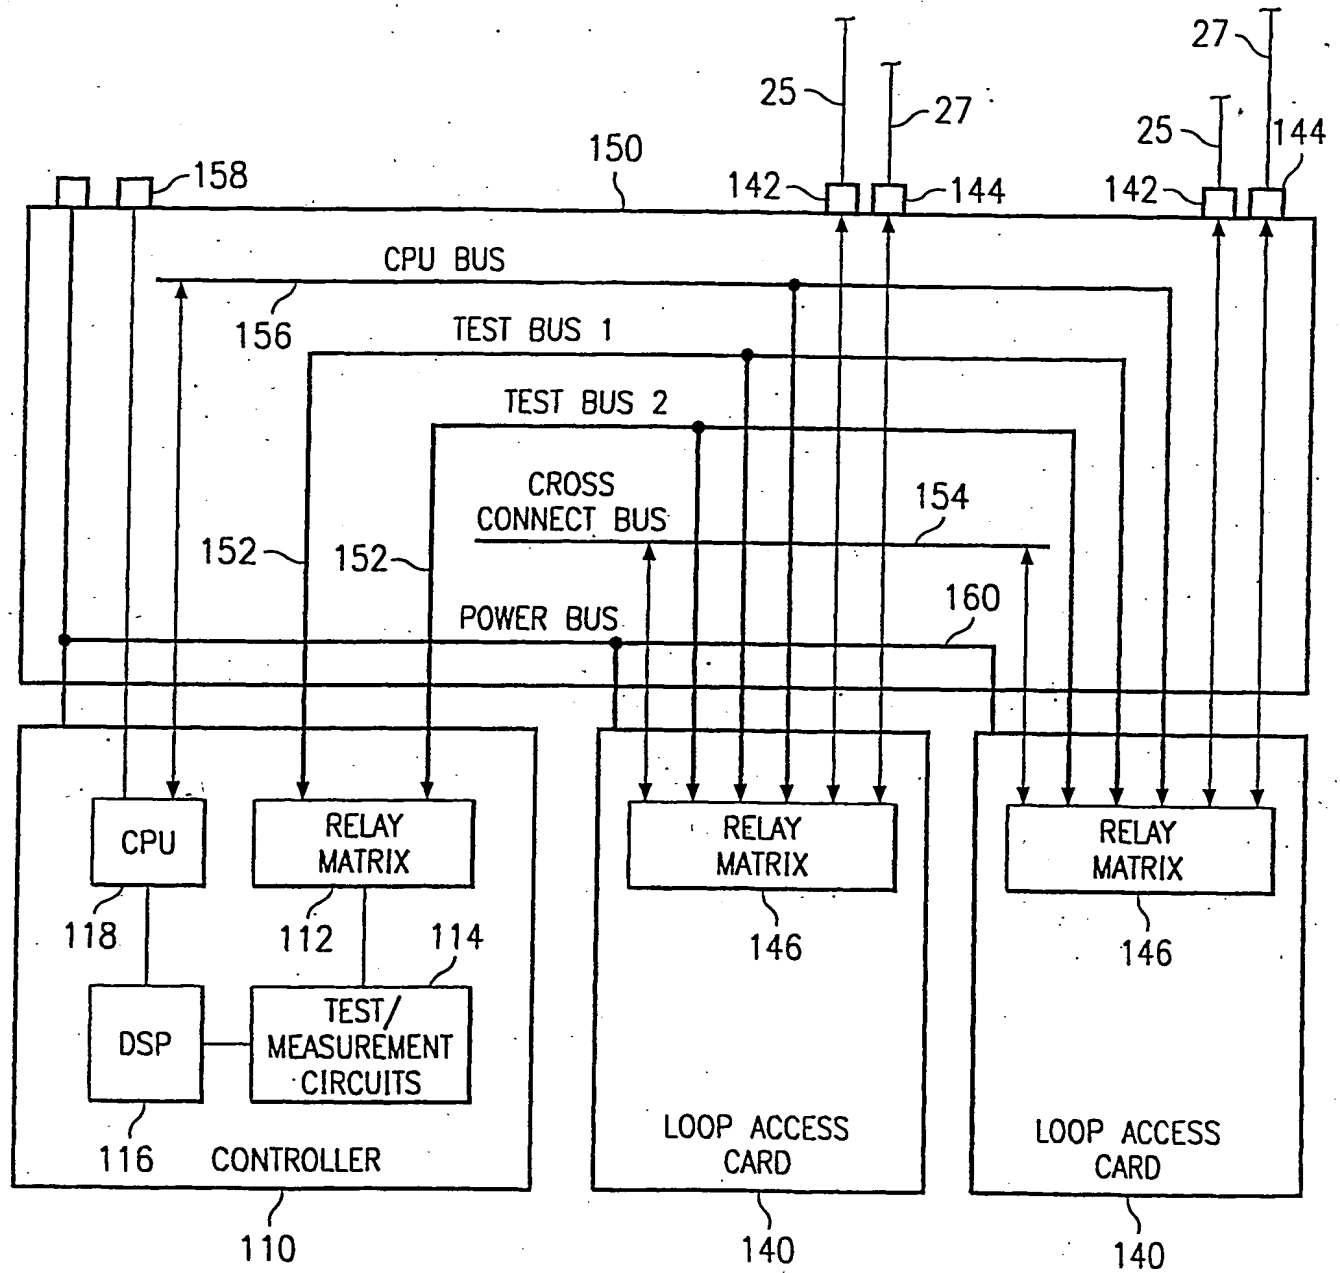 27
25
27
25
144
150
158
142
144
142
CPU BUS
156
TEST BUS 1
TEST BUS 2
CROSS
CONNECT BUS
154
152
152
POWER BUS
160
CPU
RELAY
MATRIX
RELAY
MATRIX
RELAY
MATRIX
118
112
114
146
146
DSP
TEST/
MEASUREMENT
CIRCUITS
116
CONTROLLER
LOOP ACCESS
CARD
LOOP ACCESS
CARD
110
140
140